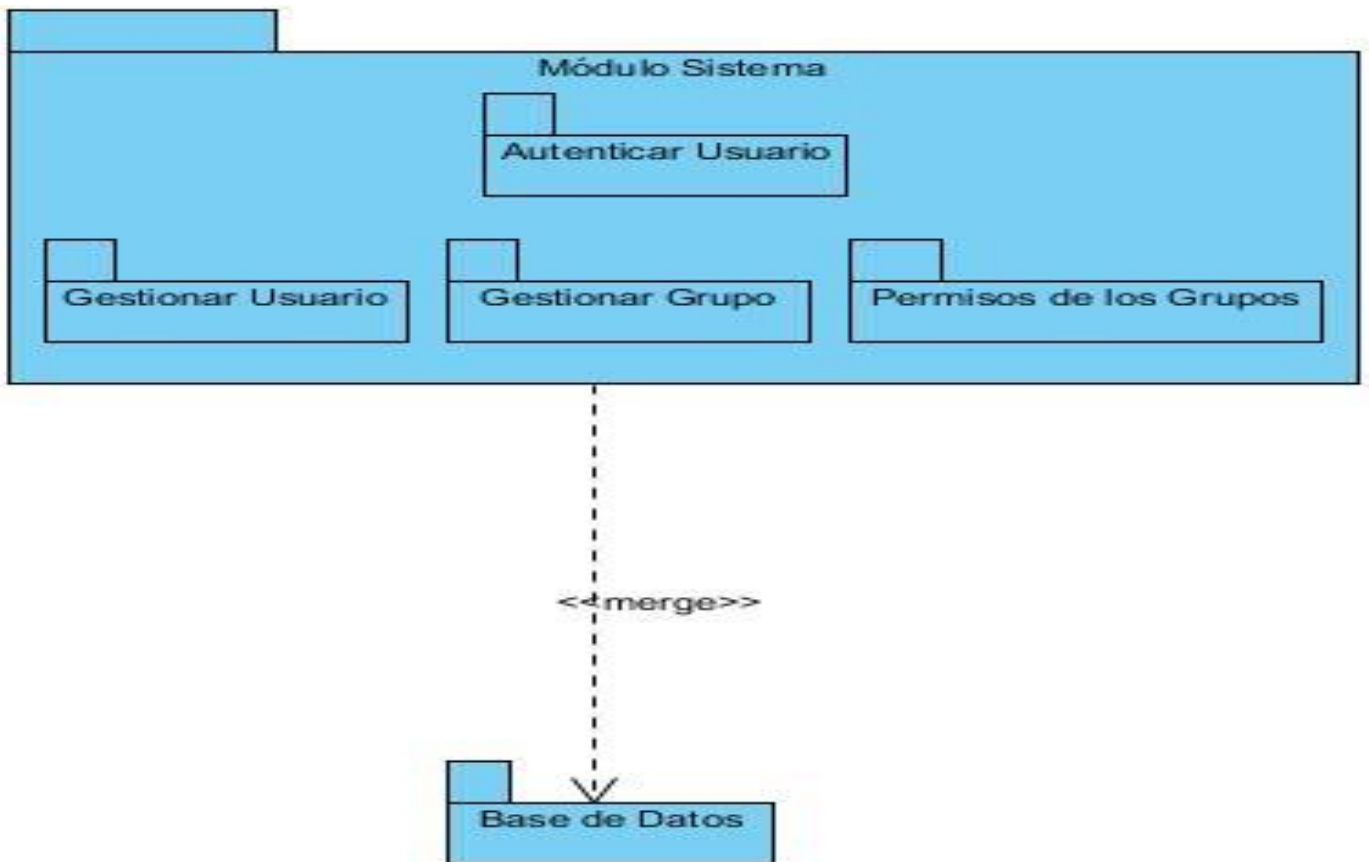 Módulo Sistema
Autenticar Usuario
Gestionar Usuario
Gestionar Grupo
Permisos de los Grupos
<<merge>>
Base de Datos